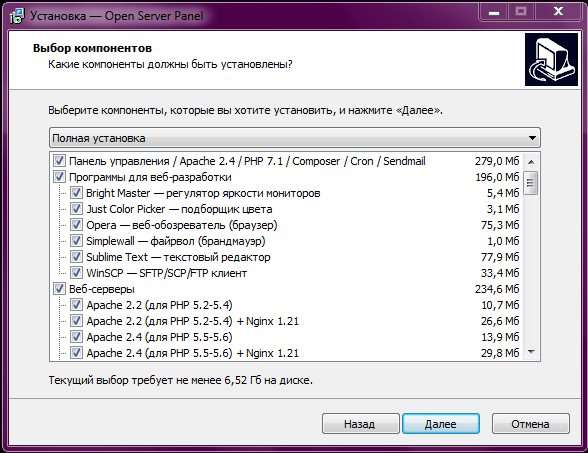 Установка — Open Server Panel
Выбор компонентов
Какие компоненты должны быть установлены?
Выберите компоненты, которые вы хотите установить, и нажмите «Далее».
Полная установка
Панель управления / Apache 2.4 / PHP 7.1 / Composer / Cron / Sendmail 279,0 Мб
Программы для веб-разработки 196,0 Мб
Bright Master — регулятор яркости мониторов 5,4 Мб
Just Color Picker — подборщик цвета 3,1 Мб
Opera — веб-обозреватель (браузер) 75,3 Мб
Simplewall — файрвол (брандмауэр) 1,0 Мб
Sublime Text — текстовый редактор 77,9 Мб
WinSCP — SFTP/SCP/FTP клиент 33,4 Мб
Веб-серверы 234,6 Мб
Apache 2.2 (для PHP 5.2-5.4) 10,7 Мб
Apache 2.2 (для PHP 5.2-5.4) + Nginx 1.21 26,6 Мб
Apache 2.4 (для PHP 5.5-5.6) 13,9 Мб
Apache 2.4 (для PHP 5.5-5.6) + Nginx 1.21 29,8 Мб
Текущий выбор требует не менее 6,52 Гб на диске.
Назад Далее Отмена